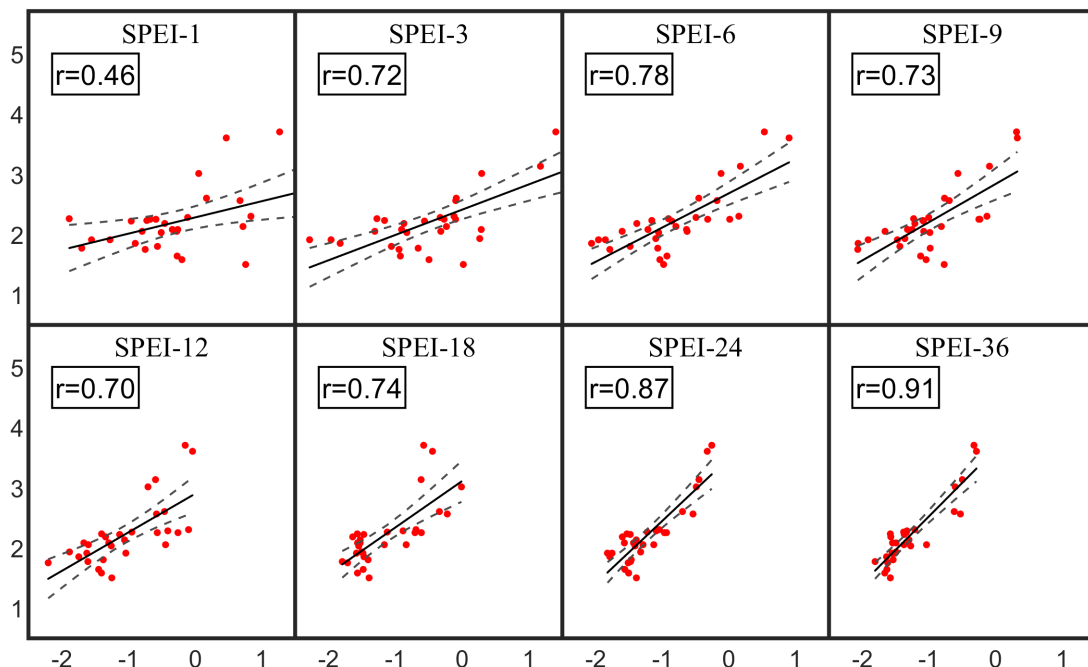 SPEI-1
SPEI-3
SPEI-6
SPEI-9
r=0.46
r=0.72
r=0.78
r=0.73
5
4
3
2
1
SPEI-12
SPEI-18
SPEI-24
SPEI-36
r=0.70
r=0.74
r=0.87
r=0.91
5
4
3
2
1
-2 -1 0 1
-2 -1 0 1
-2 -1 0 1
-2 -1 0 1